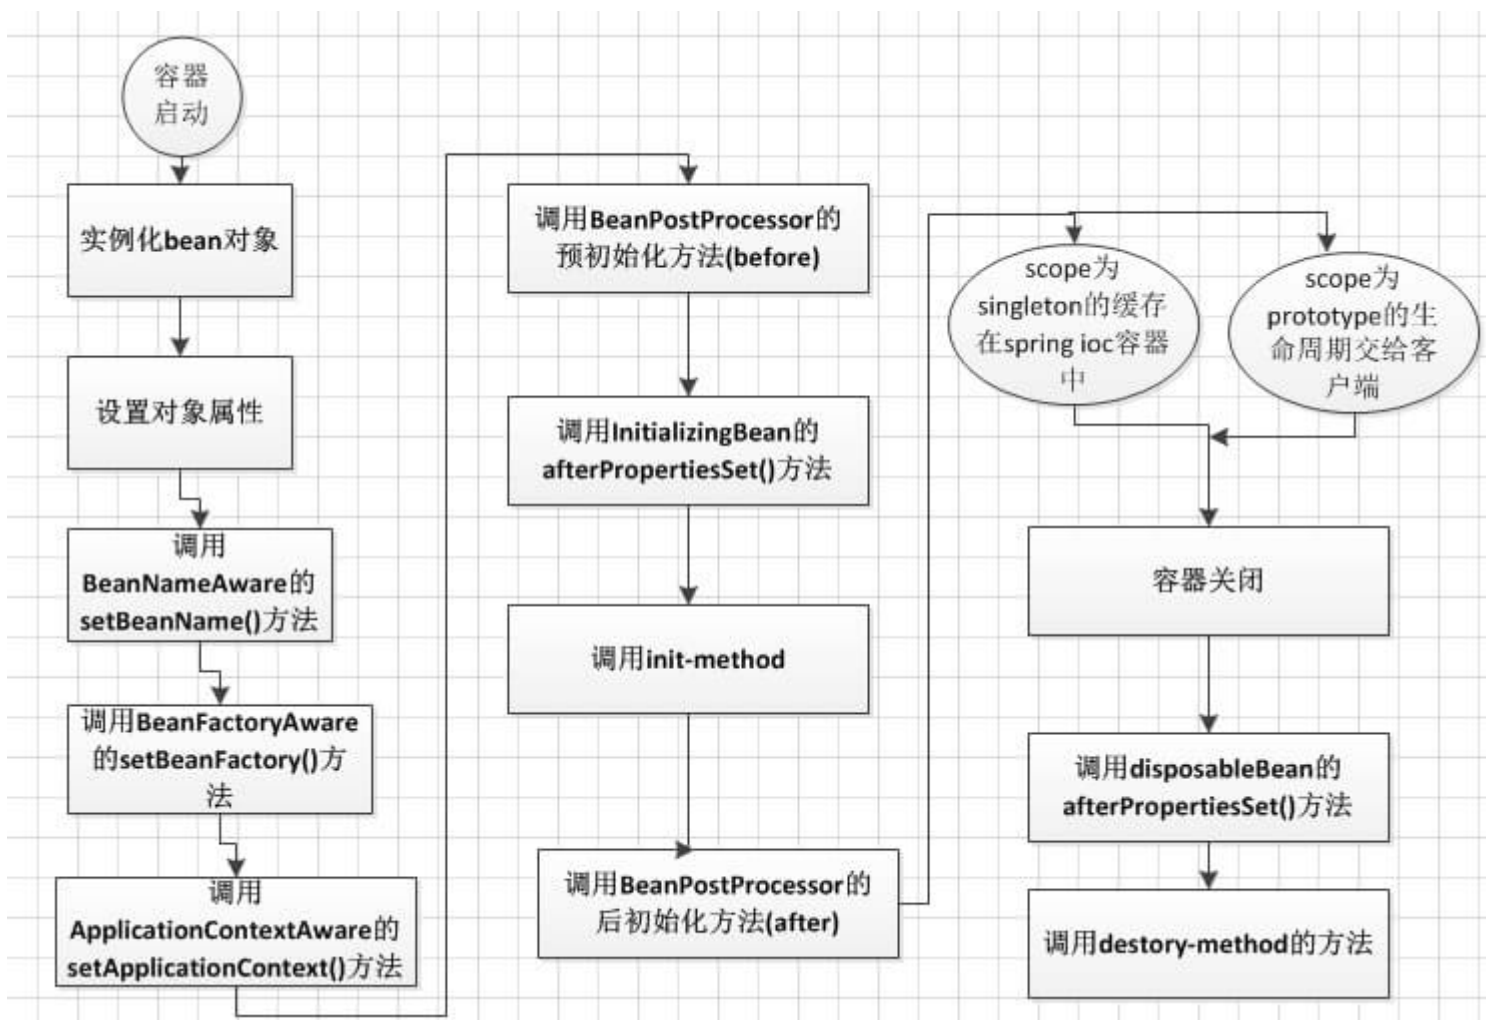 容器
启动
实例化bean对象
设置对象属性
调用
BeanNameAware的
setBeanName()方法
调用BeanFactoryAware
的setBeanFactory()方
法
调用
ApplicationContextAware的
setApplicationContext()方法
调用BeanPostProcessor的
预初始化方法(before)
调用InitializingBean的
afterPropertiesSet()方法
调用init-method
调用BeanPostProcessor的
后初始化方法(after)
scope为
singleton的缓存
在spring ioc容器
中
scope为
prototype的生
命周期交给客
户端
容器关闭
调用disposableBean的
afterPropertiesSet()方法
调用destory-method的方法